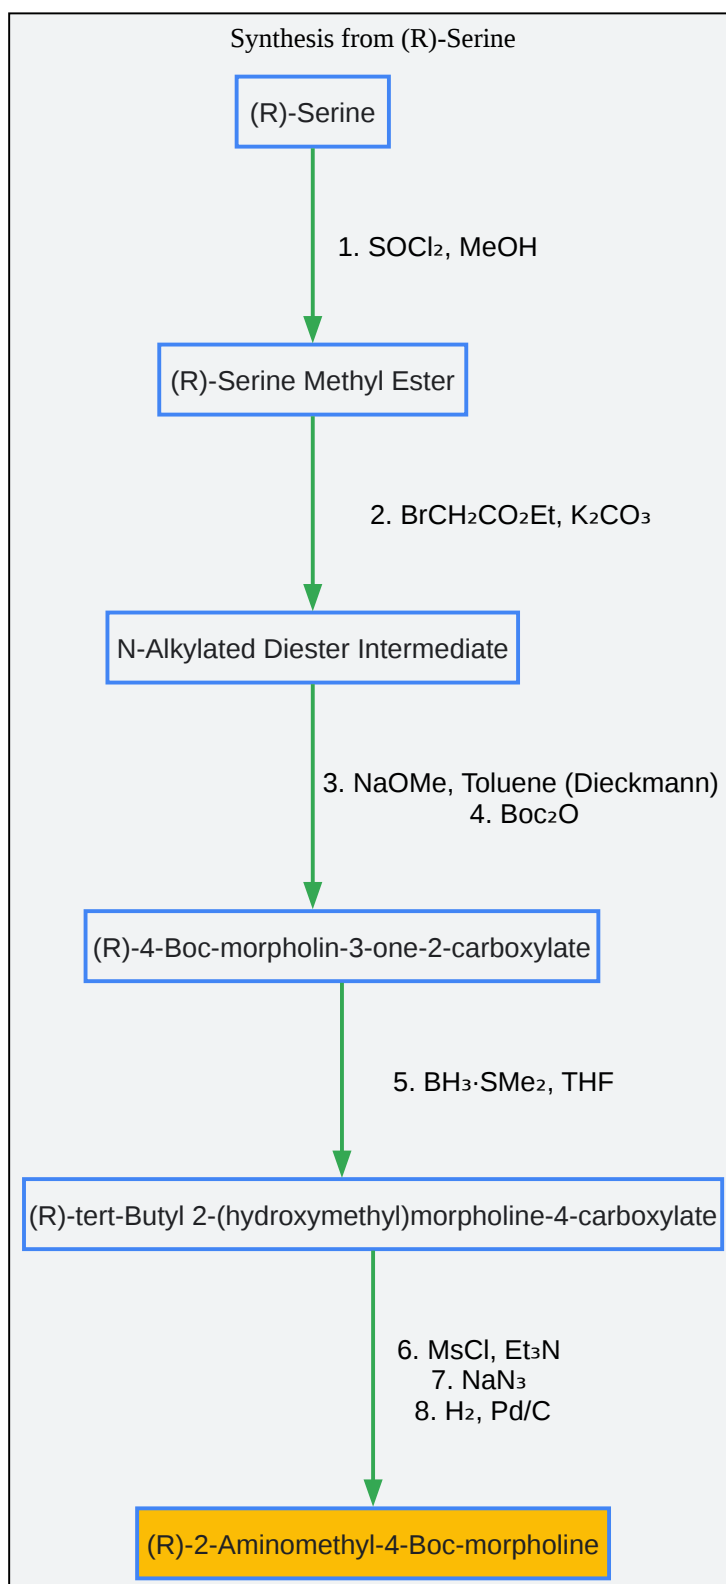 Synthesis from (R)-Serine
(R)-Serine
1. SOCl₂, MeOH
(R)-Serine Methyl Ester
2. BrCH₂CO₂Et, K₂CO₃
N-Alkylated Diester Intermediate
3. NaOMe, Toluene (Dieckmann)
4. Boc₂O
(R)-4-Boc-morpholin-3-one-2-carboxylate
5. BH₃·SMe₂, THF
(R)-tert-Butyl 2-(hydroxymethyl)morpholine-4-carboxylate
6. MsCl, Et₃N
7. NaN₃
8. H₂, Pd/C
(R)-2-Aminomethyl-4-Boc-morpholine